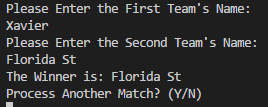 Please Enter the First Team's Name:
Xavier
Please Enter the Second Team's Name:
Florida St
The Winner is: Florida St
Process Another Match? (Y/N)